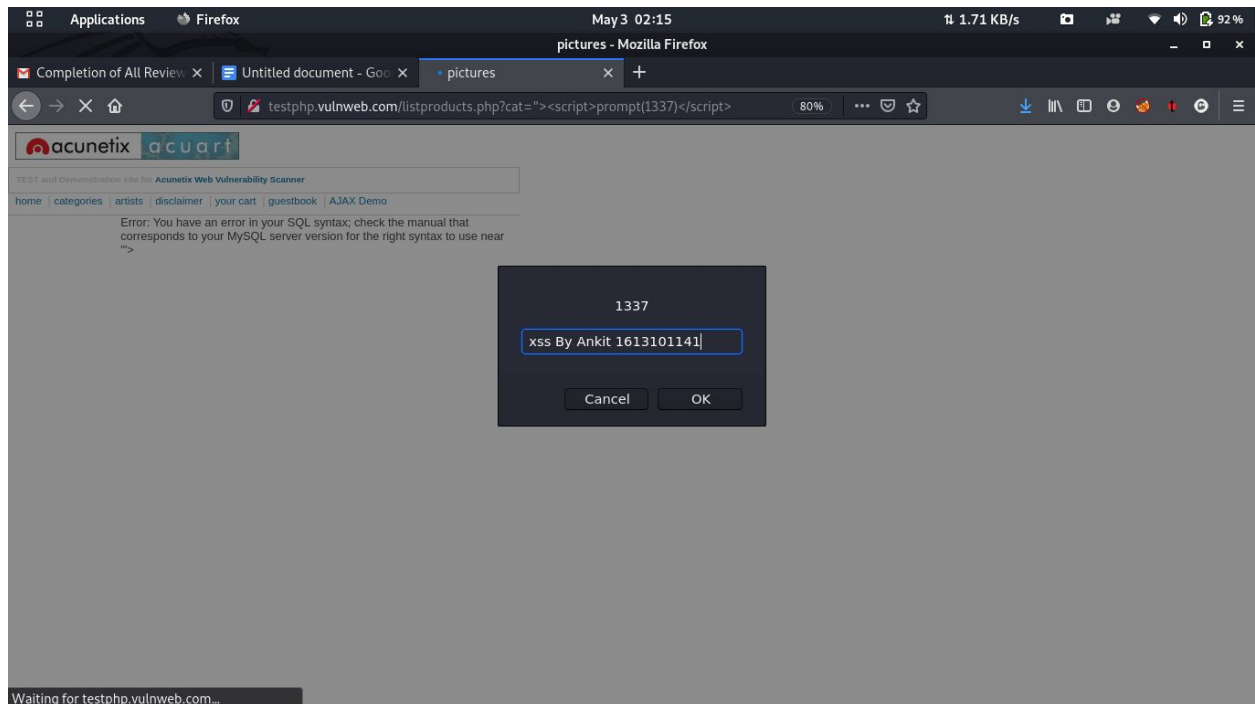 Applications Firefox May 3 02:15 1.71 KB/s 92 %
pictures - Mozilla Firefox
Completion of All Review Untitled document - Goo pictures
testphp.vulnweb.com/listproducts.php?cat="><script>prompt(1337)</script> 80%
acunetix acuart
TEST and Demonstration site for Acunetix Web Vulnerability Scanner
home | categories | artists | disclaimer | your cart | guestbook | AJAX Demo
Error: You have an error in your SQL syntax; check the manual that
corresponds to your MySQL server version for the right syntax to use near
'">
1337
xss By Ankit 1613101141
Cancel OK
Waiting for testphp.vulnweb.com...